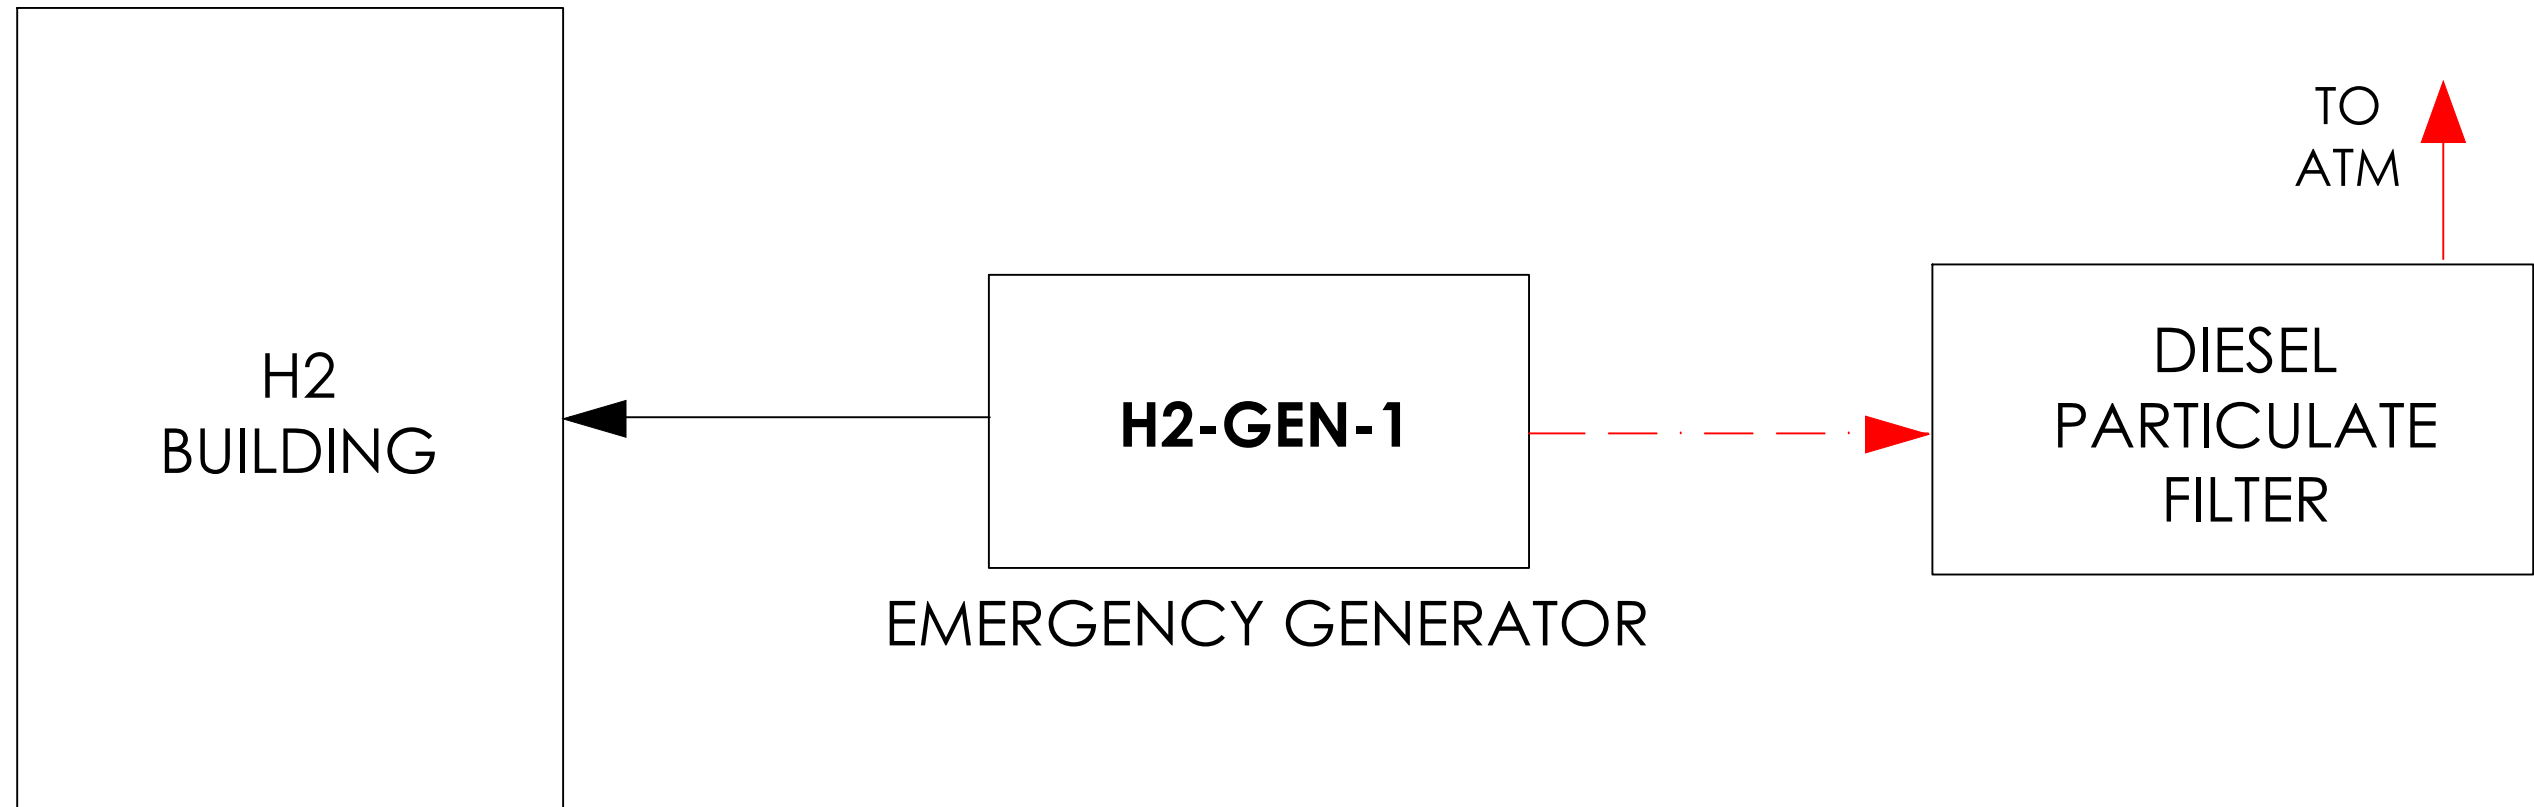 H2
BUILDING
H2-GEN-1
EMERGENCY GENERATOR
TO
ATM
DIESEL
PARTICULATE
FILTER